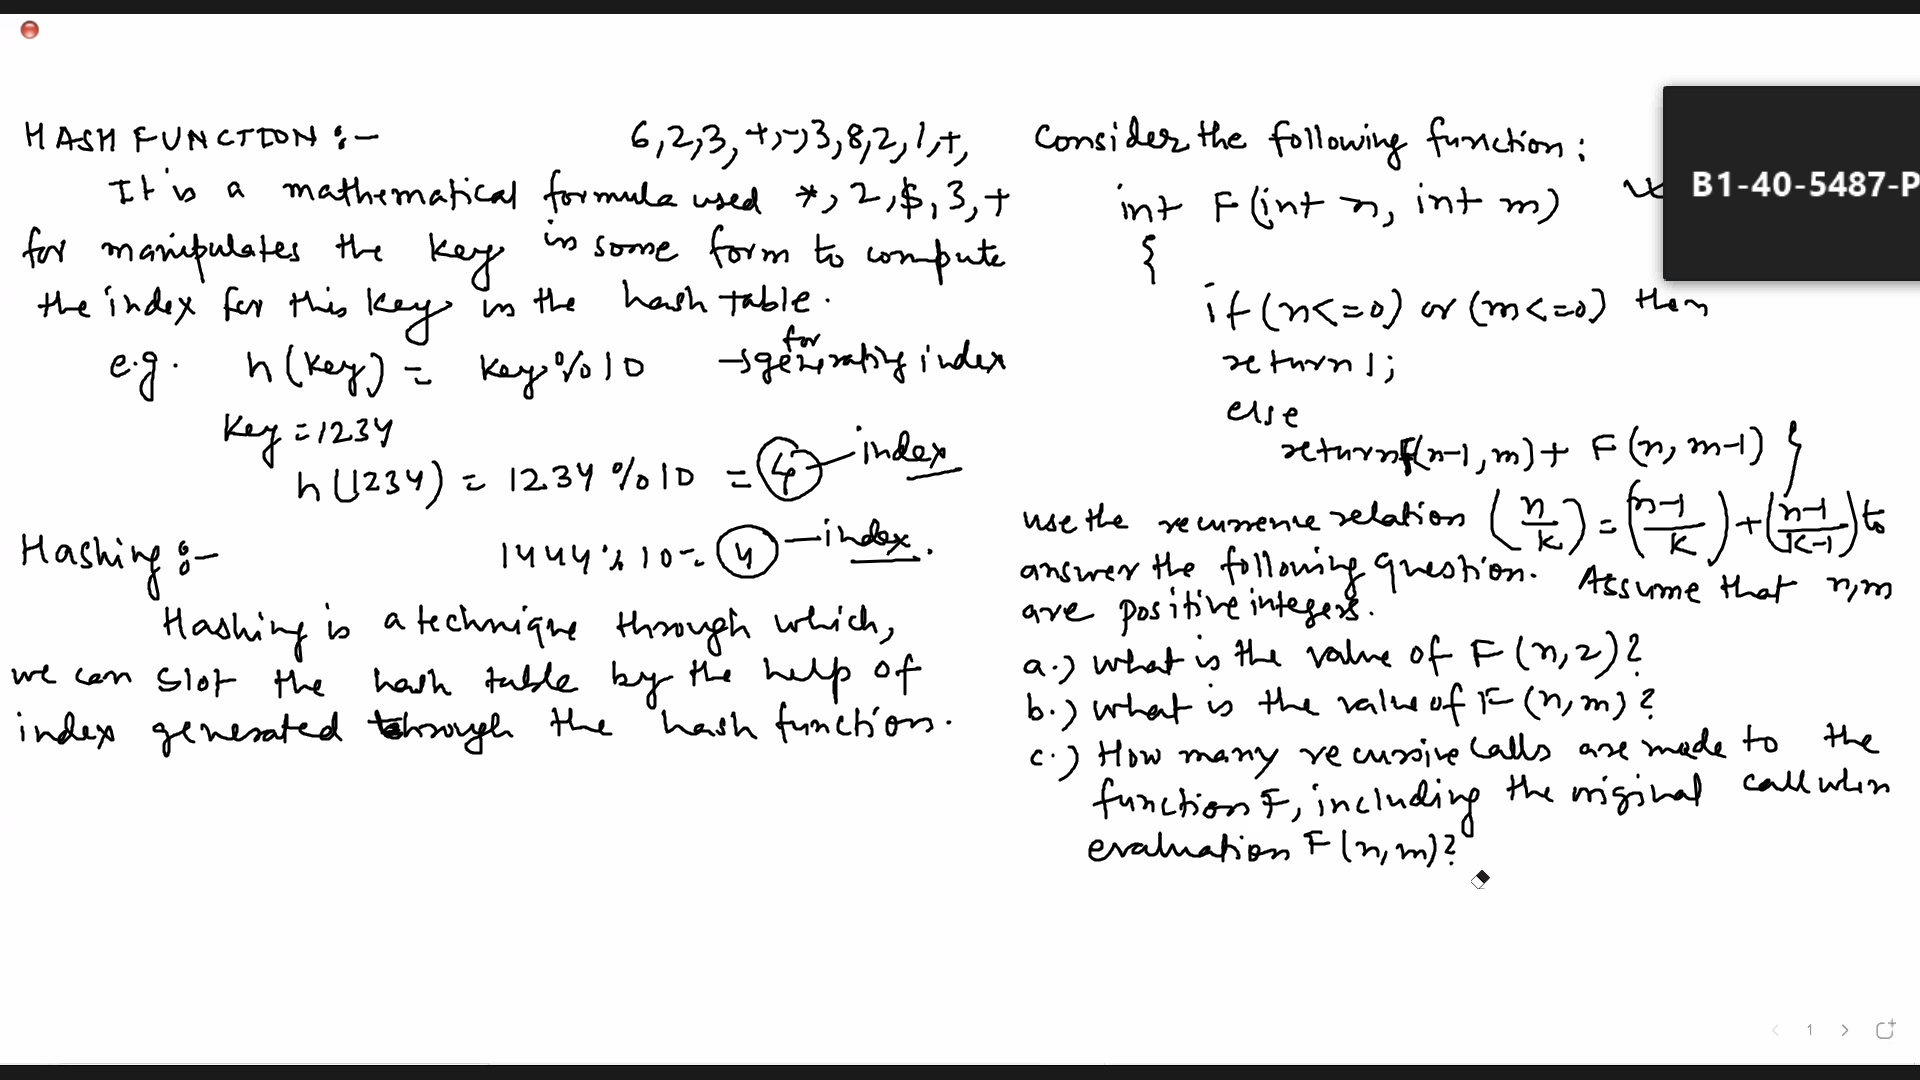 HASH FUNCTION :-
It is a mathematical formula used
for manipulates the key in some form to compute
the index for this key in the hash table.
e.g. h(key) = key % 10 → for generating index
key = 1234
h(1234) = 1234 % 10 = 4 — index
1444 % 10 = 4 — index.
Hashing :-
Hashing is a technique through which,
we can slot the hash table by the help of
index generated through the hash function.
6,2,3,+,-,3,8,2,1,+,
*,2,$,3,+
Consider the following function:
int F(int n, int m)
{
if (n<=0) or (m<=0) then
return 1;
else
return F(n-1, m) + F(n, m-1) }
use the recurrence relation (n/k) = (n-1/k) + (n-1/k-1) to
answer the following question. Assume that n,m
are positive integers.
a.) what is the value of F(n,2)?
b.) what is the value of F(n,m)?
c.) How many recursive calls are made to the
function F, including the original call when
evaluation F(n,m)?
B1-40-5487-P
1